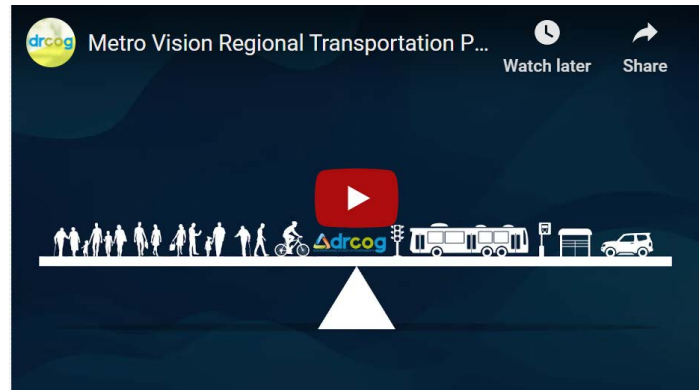 drcog
Metro Vision Regional Transportation P...
Watch later
Share
drcog